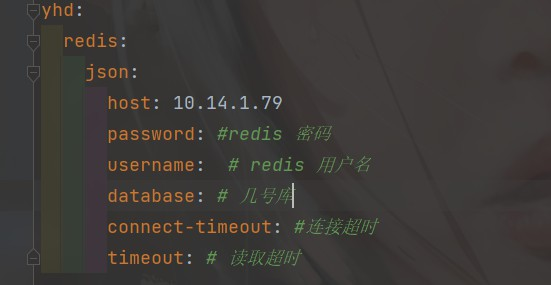 yhd:
redis:
json:
host: 10.14.1.79
password: #redis 密码
username:  # redis 用户名
database: # 几号库
connect-timeout: #连接超时
timeout: # 读取超时